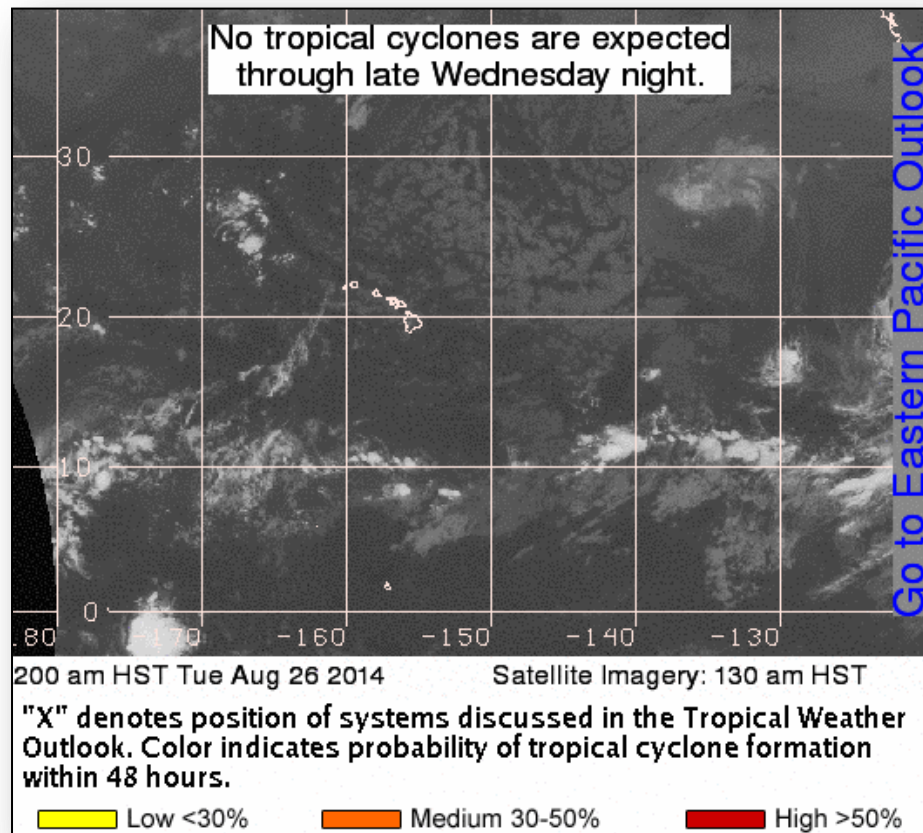 No tropical cyclones are expected
through late Wednesday night.
Go to Eastern Pacific Outlook
30
20
10
0
180 -170 -160 -150 -140 -130
200 am HST Tue Aug 26 2014 Satellite Imagery: 130 am HST
"X" denotes position of systems discussed in the Tropical Weather
Outlook. Color indicates probability of tropical cyclone formation
within 48 hours.
Low <30% Medium 30-50% High >50%